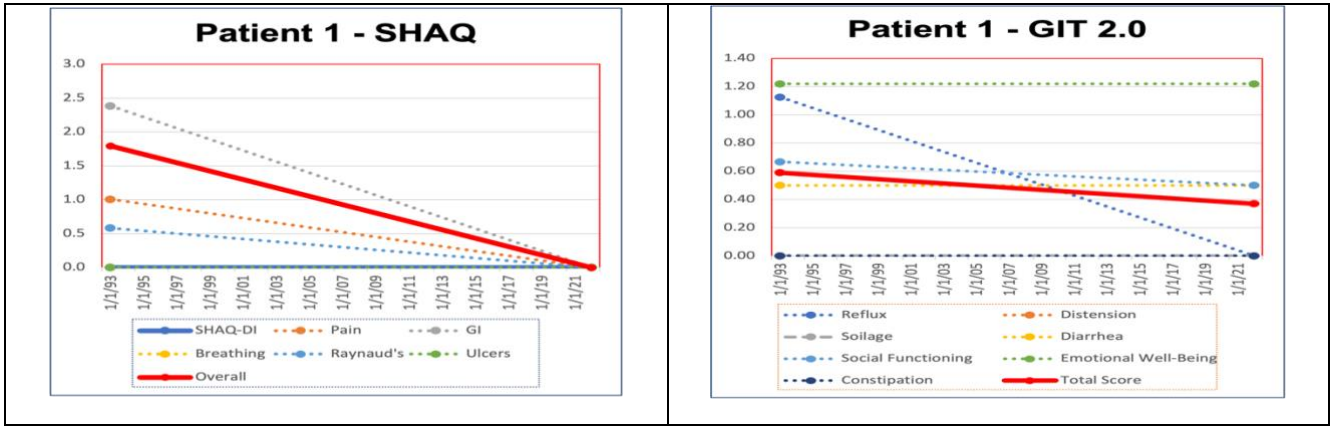 Patient 1 - SHAQ
3.0
2.5
2.0
1.5
1.0
0.5
0.0
1/1/93 1/1/95 1/1/97 1/1/99 1/1/01 1/1/03 1/1/05 1/1/07 1/1/09 1/1/11 1/1/13 1/1/15 1/1/17 1/1/19 1/1/21
SHAQ-DI Pain GI
Breathing Raynaud's Ulcers
Overall
Patient 1 - GIT 2.0
1.40
1.20
1.00
0.80
0.60
0.40
0.20
0.00
1/1/93 1/1/95 1/1/97 1/1/99 1/1/01 1/1/03 1/1/05 1/1/07 1/1/09 1/1/11 1/1/13 1/1/15 1/1/17 1/1/19 1/1/21
Reflux Distension
Soilage Diarrhea
Social Functioning Emotional Well-Being
Constipation Total Score